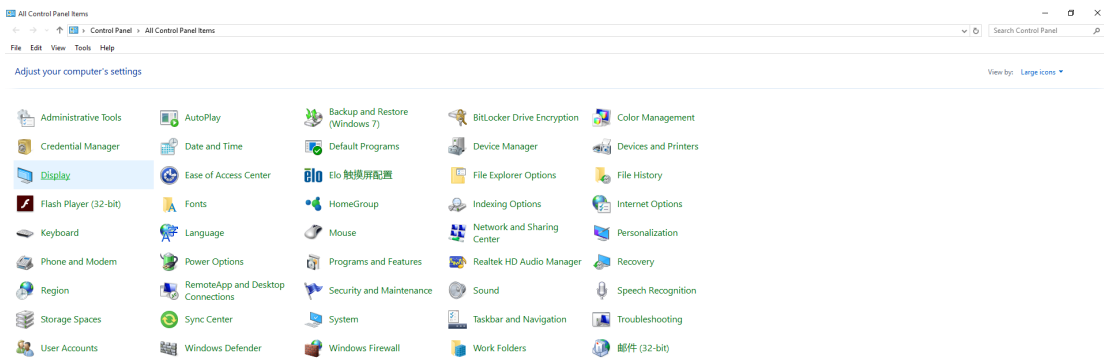 All Control Panel Items
Control Panel › All Control Panel Items
Search Control Panel
File Edit View Tools Help
Adjust your computer's settings
View by: Large icons
Administrative Tools
AutoPlay
Backup and Restore
(Windows 7)
BitLocker Drive Encryption
Color Management
Credential Manager
Date and Time
Default Programs
Device Manager
Devices and Printers
Display
Ease of Access Center
elo
Elo 触摸屏配置
File Explorer Options
File History
Flash Player (32-bit)
Fonts
HomeGroup
Indexing Options
Internet Options
Keyboard
Language
Mouse
Network and Sharing
Center
Personalization
Phone and Modem
Power Options
Programs and Features
Realtek HD Audio Manager
Recovery
Region
RemoteApp and Desktop
Connections
Security and Maintenance
Sound
Speech Recognition
Storage Spaces
Sync Center
System
Taskbar and Navigation
Troubleshooting
User Accounts
Windows Defender
Windows Firewall
Work Folders
邮件 (32-bit)